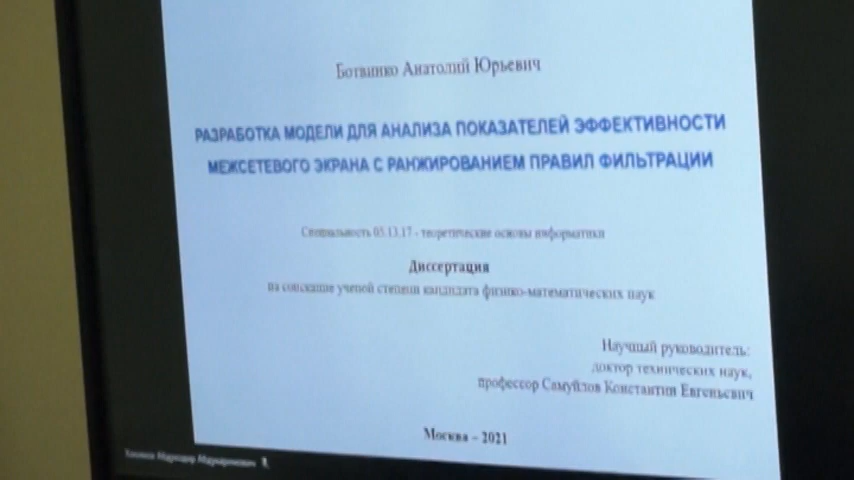 Ботвинко Анатолий Юрьевич
РАЗРАБОТКА МОДЕЛИ ДЛЯ АНАЛИЗА ПОКАЗАТЕЛЕЙ ЭФФЕКТИВНОСТИ
МЕЖСЕТЕВОГО ЭКРАНА С РАНЖИРОВАНИЕМ ПРАВИЛ ФИЛЬТРАЦИИ
Специальность 05.13.17 - теоретические основы информатики
Диссертация
на соискание ученой степени кандидата физико-математических наук
Научный руководитель:
доктор технических наук,
профессор Самуйлов Константин Евгеньевич
Москва – 2021